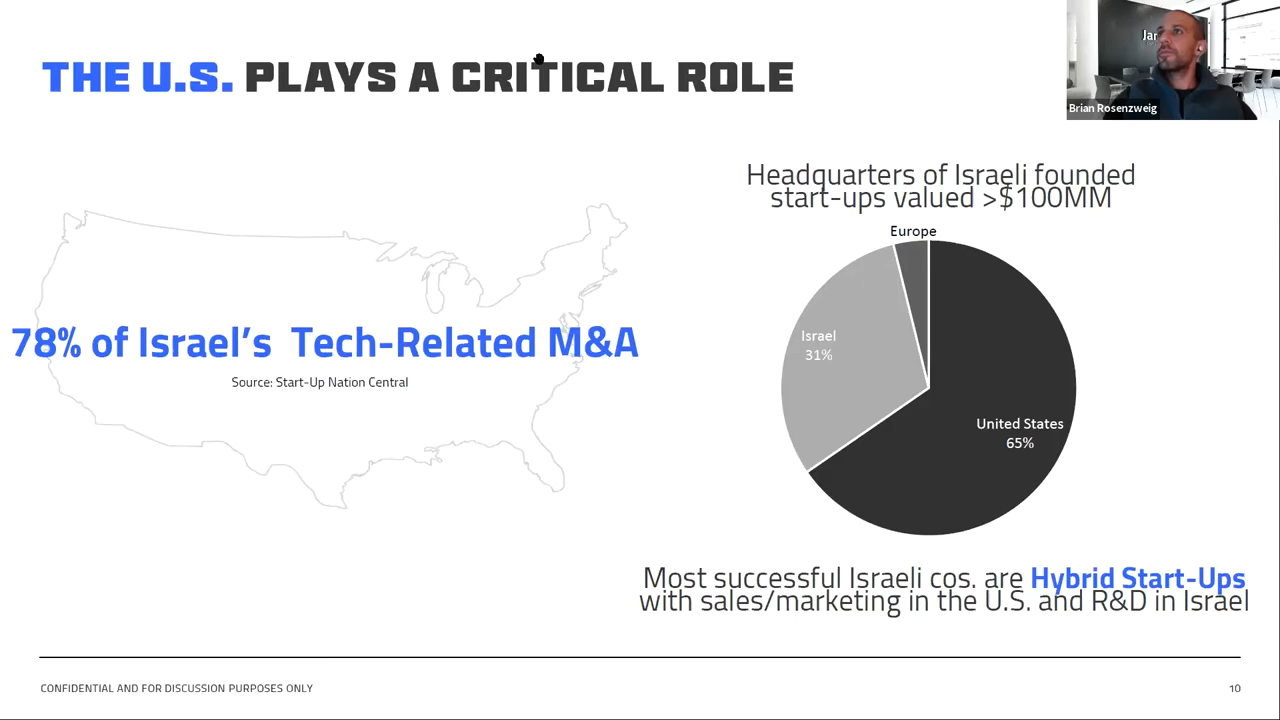 THE U.S. PLAYS A CRITICAL ROLE
Brian Rosenzweig
Headquarters of Israeli founded
start-ups valued >$100MM
Europe
Israel
31%
United States
65%
78% of Israel's  Tech-Related M&A
Source: Start-Up Nation Central
Most successful Israeli cos. are Hybrid Start-Ups
with sales/marketing in the U.S. and R&D in Israel
CONFIDENTIAL AND FOR DISCUSSION PURPOSES ONLY
10